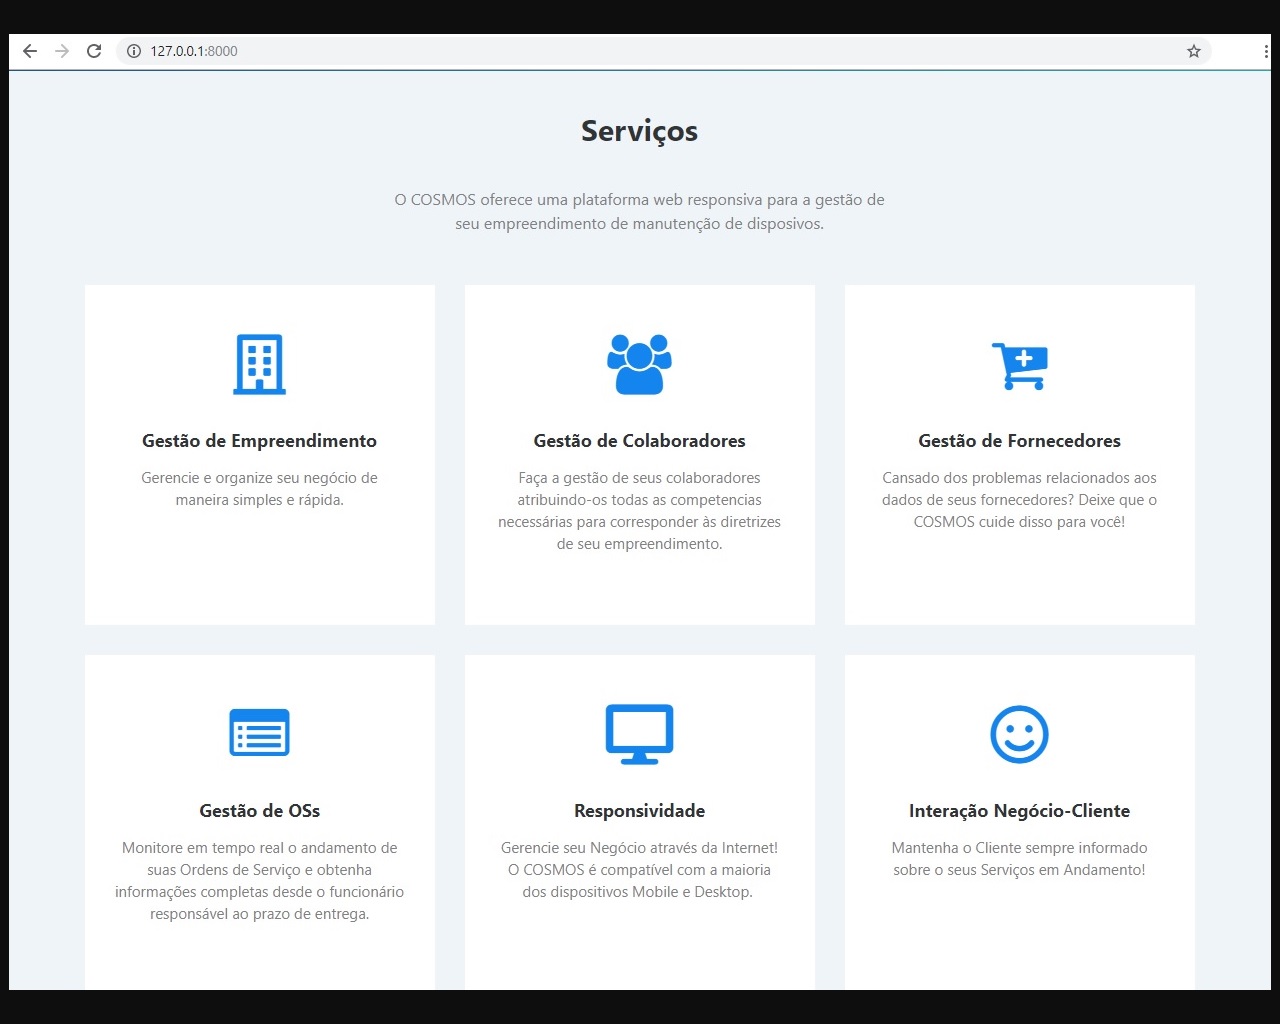 127.0.0.1:8000
Serviços
O COSMOS oferece uma plataforma web responsiva para a gestão de
seu empreendimento de manutenção de disposivos.
Gestão de Empreendimento
Gerencie e organize seu negócio de
maneira simples e rápida.
Gestão de Colaboradores
Faça a gestão de seus colaboradores
atribuindo-os todas as competencias
necessárias para corresponder às diretrizes
de seu empreendimento.
Gestão de Fornecedores
Cansado dos problemas relacionados aos
dados de seus fornecedores? Deixe que o
COSMOS cuide disso para você!
Gestão de OSs
Monitore em tempo real o andamento de
suas Ordens de Serviço e obtenha
informações completas desde o funcionário
responsável ao prazo de entrega.
Responsividade
Gerencie seu Negócio através da Internet!
O COSMOS é compatível com a maioria
dos dispositivos Mobile e Desktop.
Interação Negócio-Cliente
Mantenha o Cliente sempre informado
sobre o seus Serviços em Andamento!